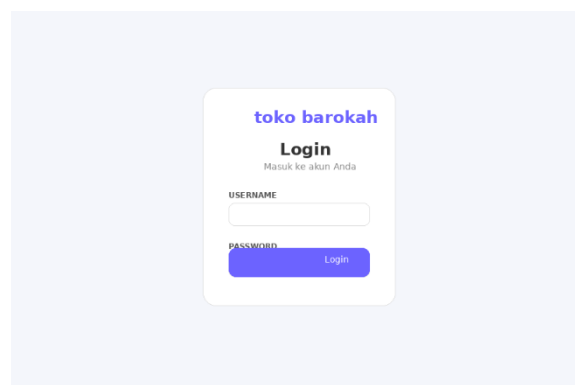 toko barokah
Login
Masuk ke akun Anda
USERNAME
PASSWORD
Login